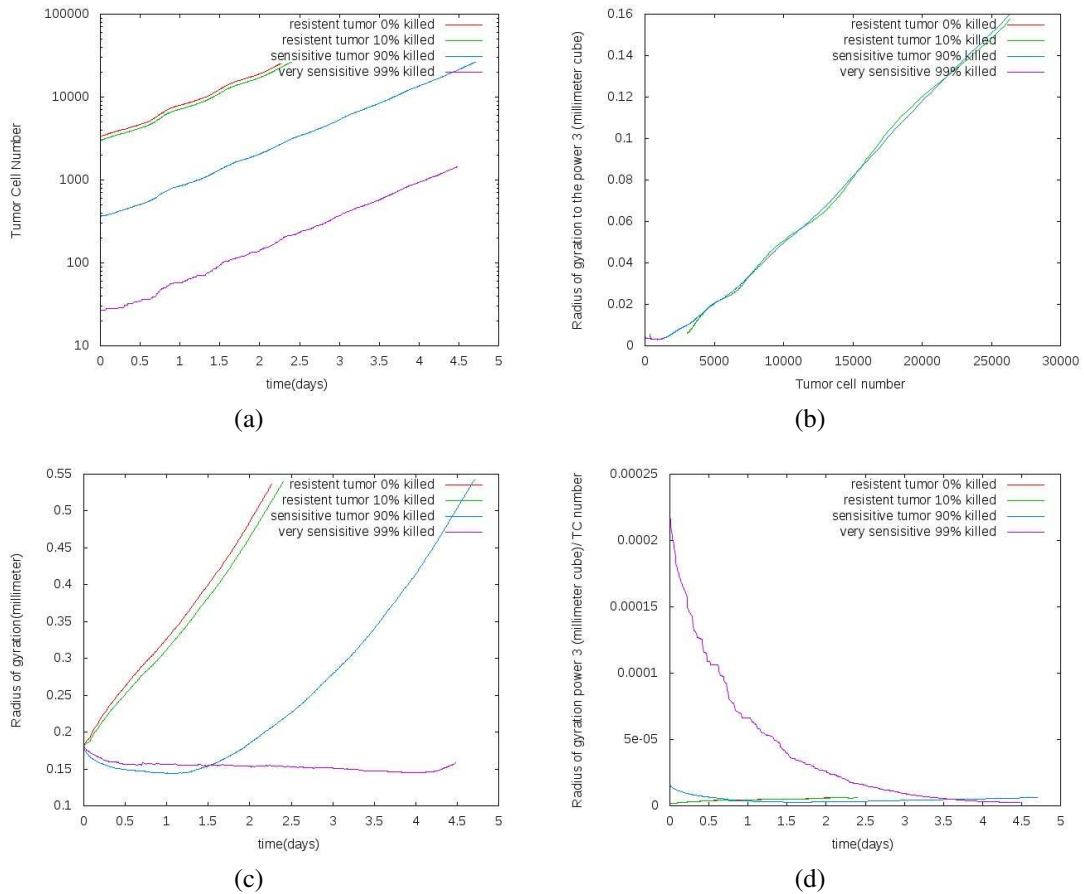 100000
10000
1000
100
10
Tumor Cell Number
resistent tumor 0% killed
resistent tumor 10% killed
sensisitive tumor 90% killed
very sensisitive 99% killed
0 0.5 1 1.5 2 2.5 3 3.5 4 4.5 5
time(days)
(a)
0.16
0.14
0.12
0.1
0.08
0.06
0.04
0.02
0
Radius of gyration to the power 3 (millimeter cube)
resistent tumor 0% killed
resistent tumor 10% killed
sensisitive tumor 90% killed
very sensisitive 99% killed
0 5000 10000 15000 20000 25000 30000
Tumor cell number
(b)
0.55
0.5
0.45
0.4
0.35
0.3
0.25
0.2
0.15
0.1
Radius of gyration(millimeter)
resistent tumor 0% killed
resistent tumor 10% killed
sensisitive tumor 90% killed
very sensisitive 99% killed
0 0.5 1 1.5 2 2.5 3 3.5 4 4.5 5
time(days)
(c)
0.00025
0.0002
0.00015
0.0001
5e-05
0
Radius of gyration power 3 (millimeter cube)/ TC number
resistent tumor 0% killed
resistent tumor 10% killed
sensisitive tumor 90% killed
very sensisitive 99% killed
0 0.5 1 1.5 2 2.5 3 3.5 4 4.5 5
time(days)
(d)